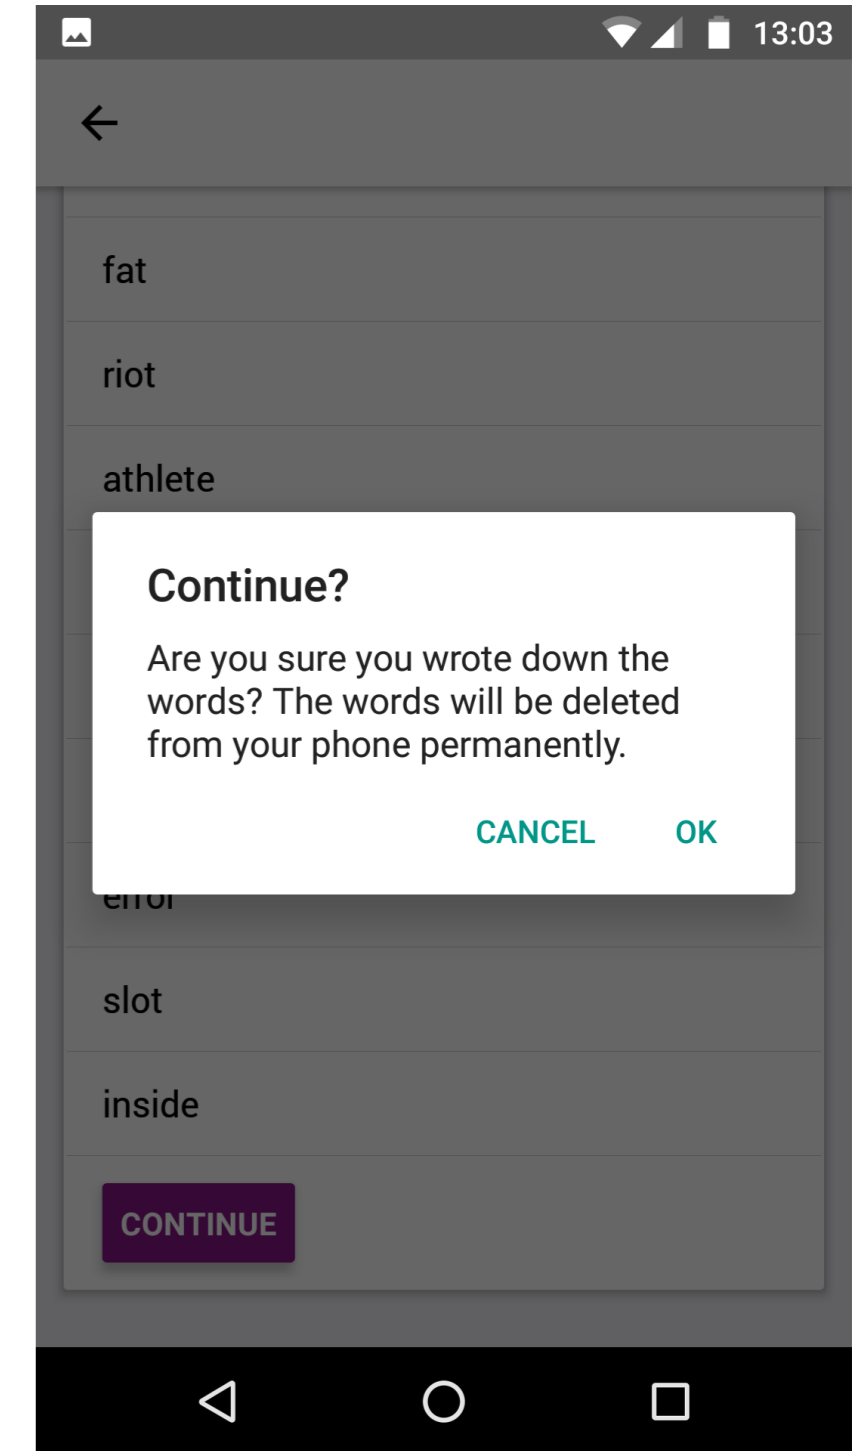 13:03
fat
riot
athlete
Continue?
Are you sure you wrote down the
words? The words will be deleted
from your phone permanently.
CANCEL OK
error
slot
inside
CONTINUE